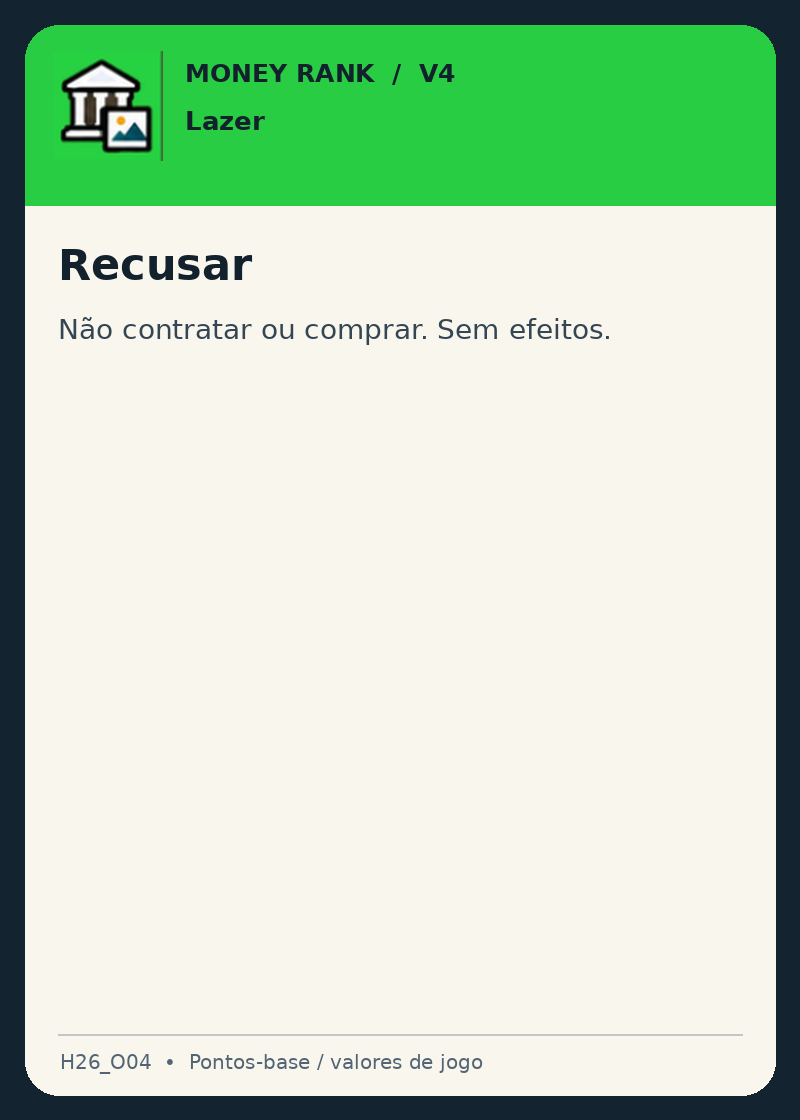 MONEY RANK / V4
Lazer
Recusar
Não contratar ou comprar. Sem efeitos.
H26_O04 • Pontos-base / valores de jogo